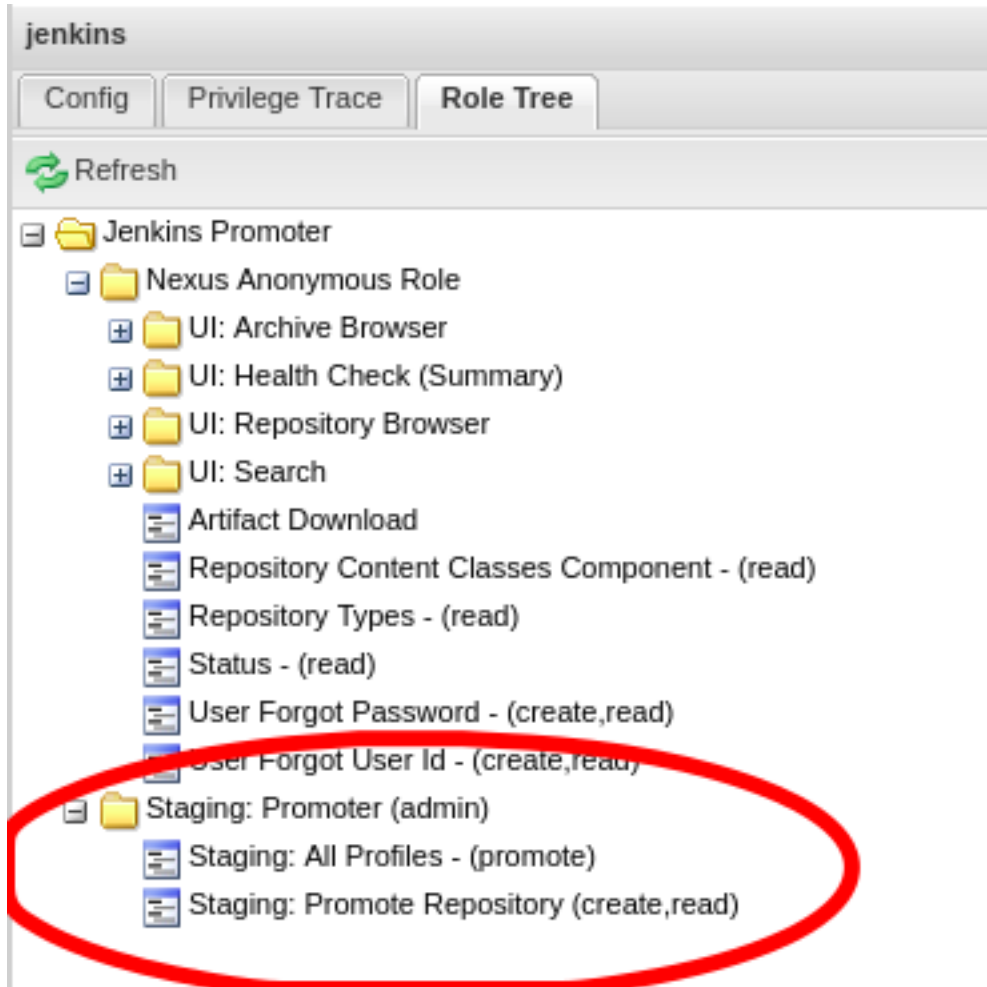 jenkins
Config Privilege Trace Role Tree
Refresh
Jenkins Promoter
Nexus Anonymous Role
UI: Archive Browser
UI: Health Check (Summary)
UI: Repository Browser
UI: Search
Artifact Download
Repository Content Classes Component - (read)
Repository Types - (read)
Status - (read)
User Forgot Password - (create,read)
User Forgot User Id - (create,read)
Staging: Promoter (admin)
Staging: All Profiles - (promote)
Staging: Promote Repository (create,read)